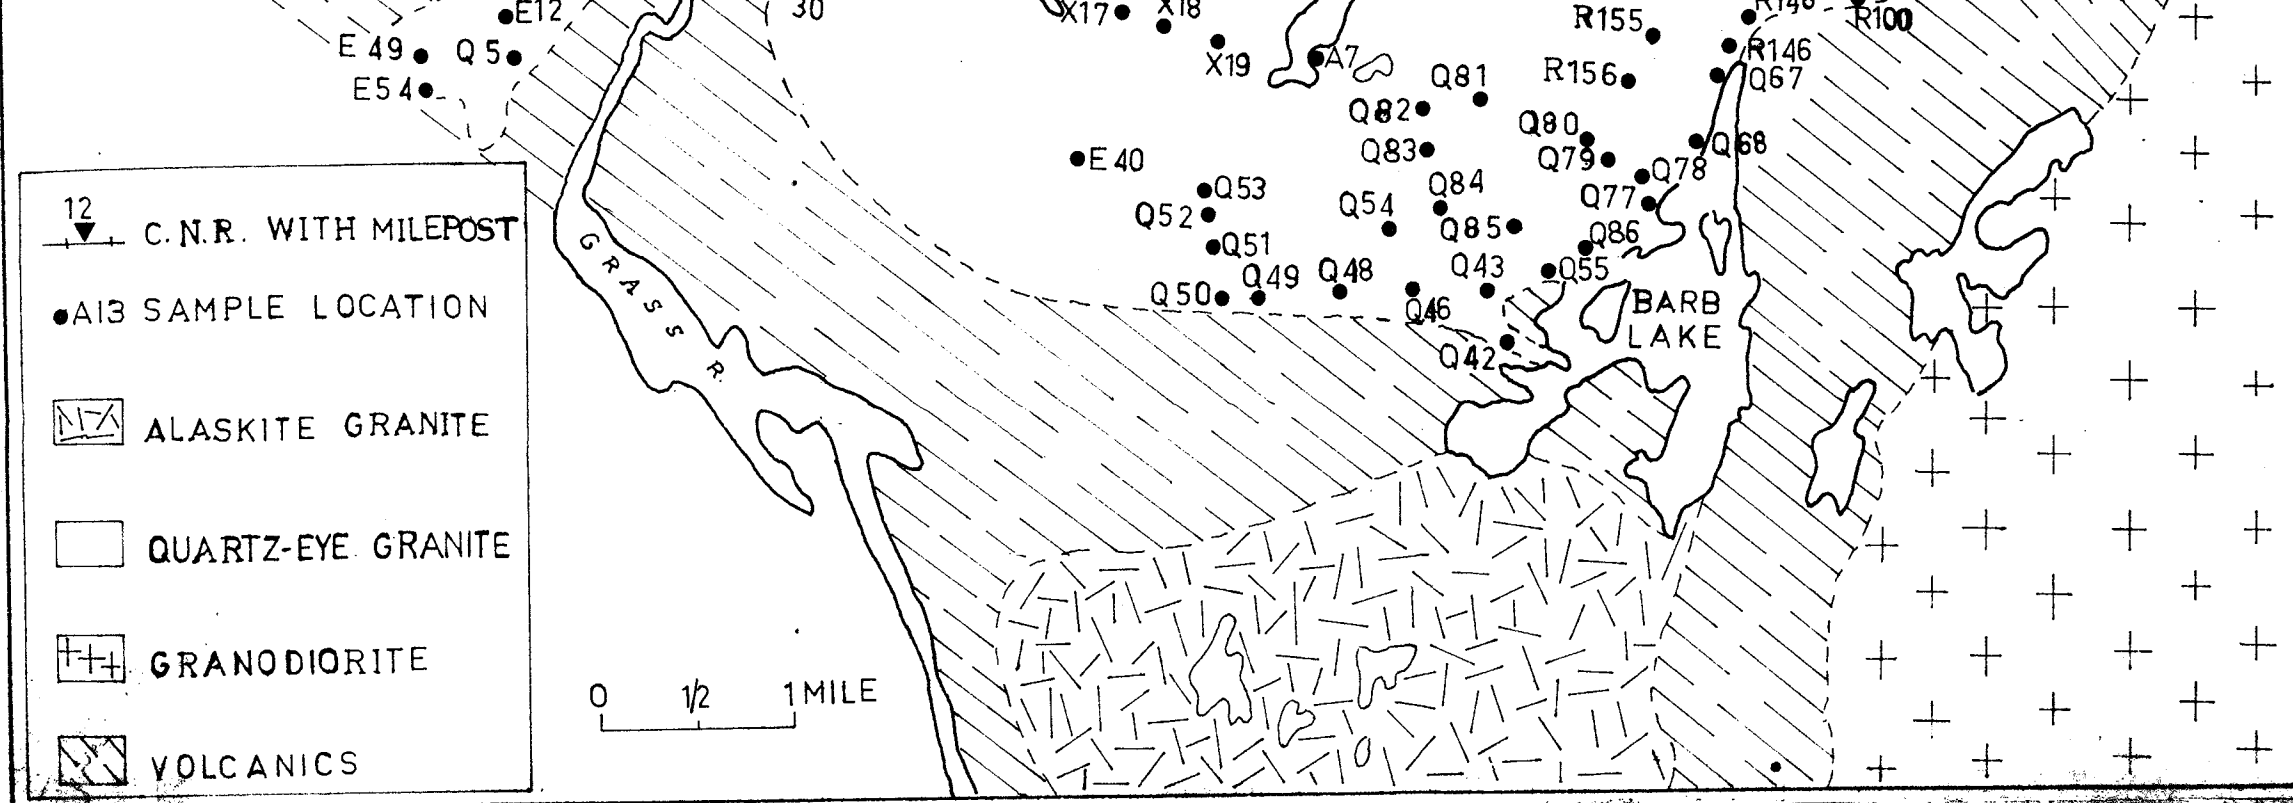 E12
30
X17
X18
R155
R100
E 49
Q 5
X19
A7
R146
E54
Q81
R156
Q67
Q82
Q80
Q68
Q83
Q79
E 40
Q78
Q53
Q84
Q77
Q52
Q54
Q85
Q86
Q51
Q49
Q48
Q43
Q55
Q50
Q46
BARB
LAKE
Q42
GRASS R.
12
C.N.R. WITH MILEPOST
A13 SAMPLE LOCATION
ALASKITE GRANITE
QUARTZ-EYE GRANITE
GRANODIORITE
VOLCANICS
0 1/2 1 MILE